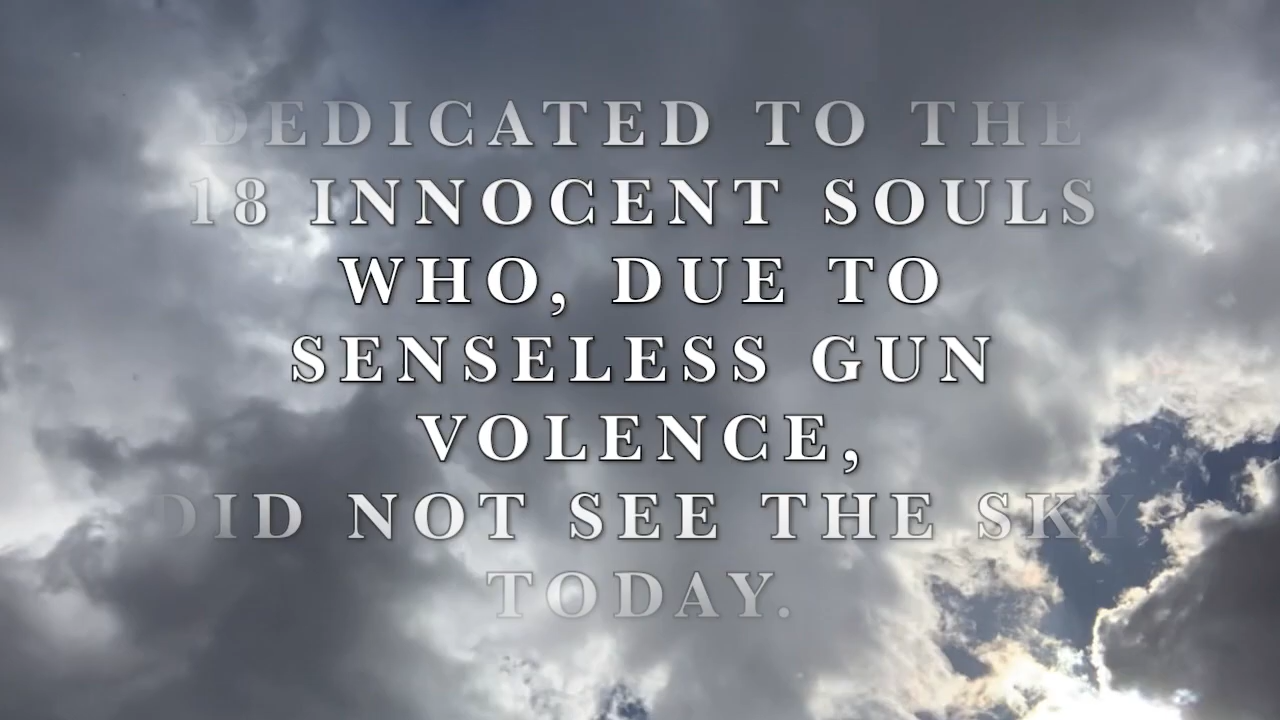 DEDICATED TO THE
18 INNOCENT SOULS
WHO, DUE TO
SENSELESS GUN
VOLENCE,
DID NOT SEE THE SKY
TODAY.